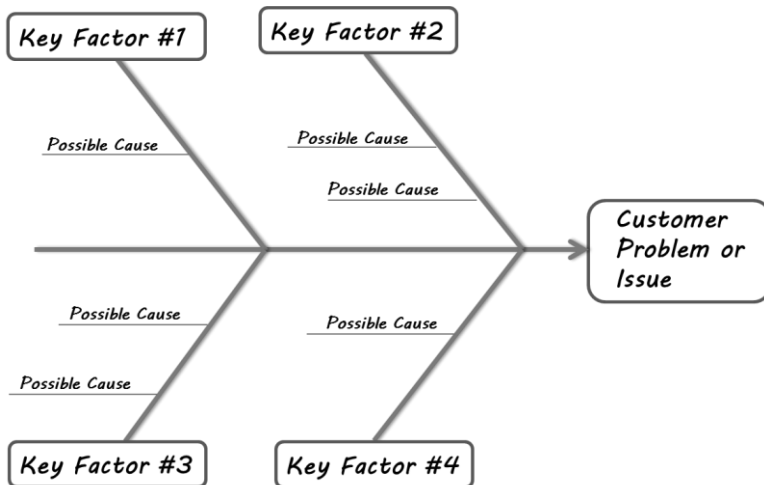 Key Factor #1
Key Factor #2
Possible Cause
Possible Cause
Possible Cause
Customer
Problem or
Issue
Possible Cause
Possible Cause
Possible Cause
Key Factor #3
Key Factor #4